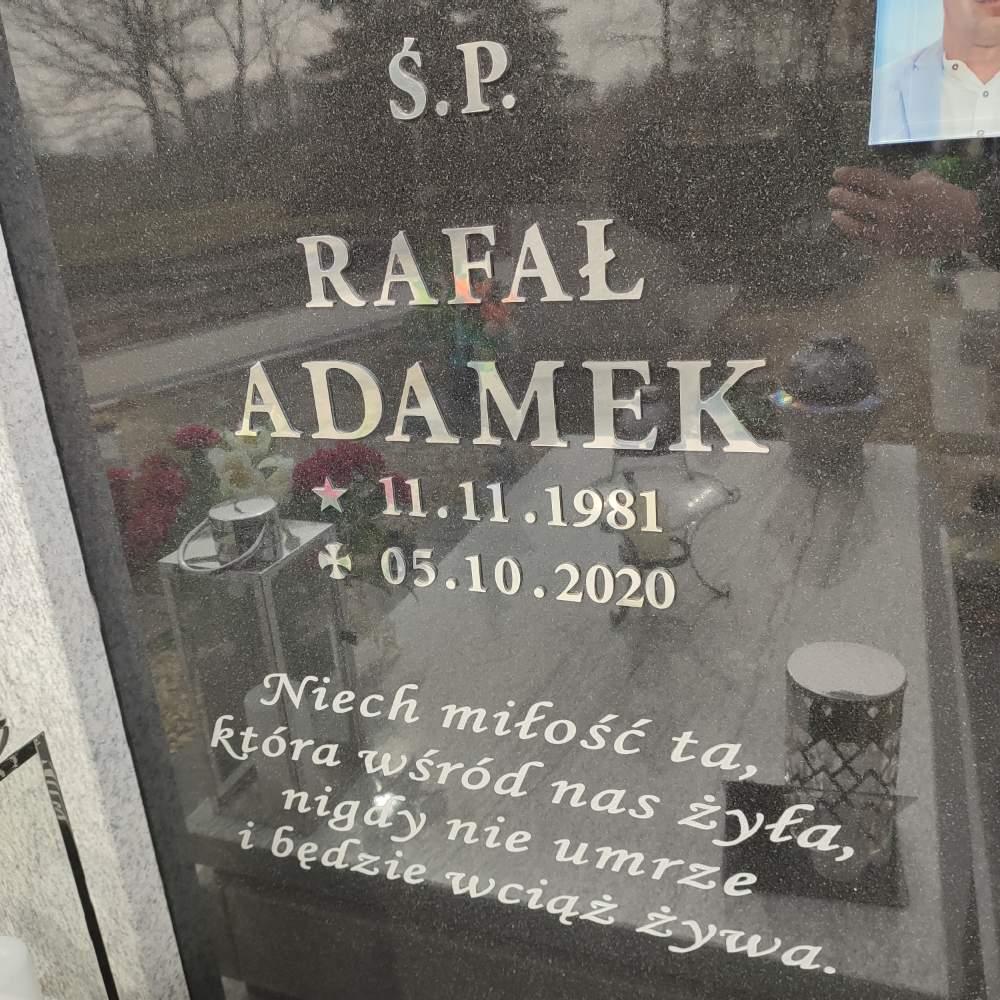 Ś.P.
RAFAŁ
ADAMEK
11.11.1981
05.10.2020
Niech miłość ta,
która wśród nas żyła,
nigdy nie umrze
i będzie wciąż żywa.